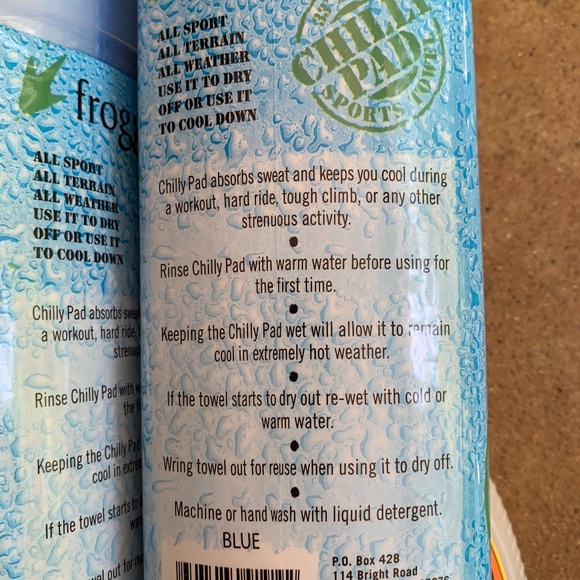 frogg
ALL SPORT
ALL TERRAIN
ALL WEATHER
USE IT TO DRY
OFF OR USE IT
TO COOL DOWN
Chilly Pad absorbs
a workout, hard ride,
Rinse Chilly Pad with
the
Keeping the Chilly Pad
cool in
If the towel starts to
towel out for
ALL SPORT
ALL TERRAIN
ALL WEATHER
USE IT TO DRY
OFF OR USE IT
TO COOL DOWN
CHILLY
PAD
SPORTS TOWEL
Chilly Pad absorbs sweat and keeps you cool during
a workout, hard ride, tough climb, or any other
strenuous activity.
Rinse Chilly Pad with warm water before using for
the first time.
Keeping the Chilly Pad wet will allow it to remain
cool in extremely hot weather.
If the towel starts to dry out re-wet with cold or
warm water.
Wring towel out for reuse when using it to dry off.
Machine or hand wash with liquid detergent.
BLUE
P.O. Box 428
114 Bright Road